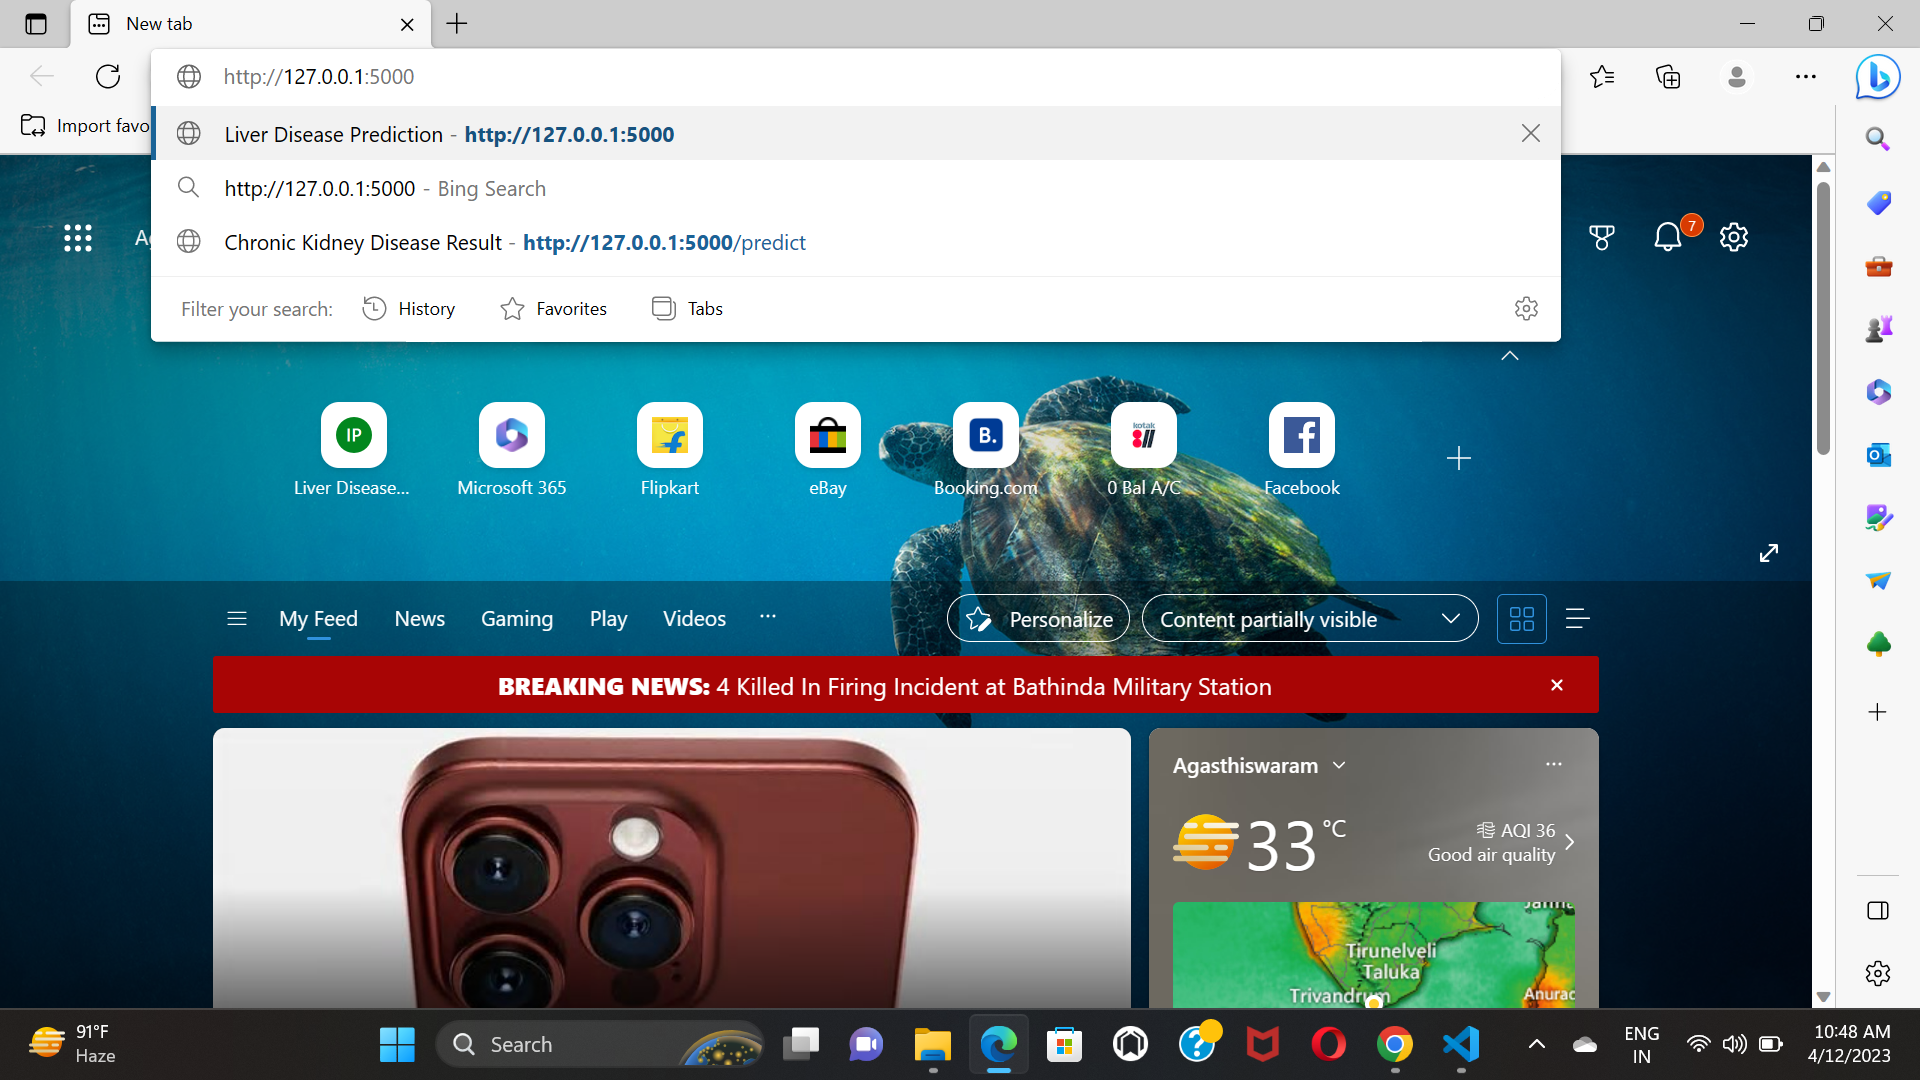 New tab
http://127.0.0.1:5000
Import favo
Liver Disease Prediction - http://127.0.0.1:5000
http://127.0.0.1:5000 - Bing Search
Chronic Kidney Disease Result - http://127.0.0.1:5000/predict
Filter your search: History Favorites Tabs
7
IP
B.
kotak
811
Liver Disease... Microsoft 365 Flipkart eBay Booking.com 0 Bal A/C Facebook
My Feed News Gaming Play Videos Personalize Content partially visible
BREAKING NEWS: 4 Killed In Firing Incident at Bathinda Military Station
Agasthiswaram
33 °C
AQI 36
Good air quality
Tirunelveli
Taluka
Trivandrum
Anurac
91°F
Haze
Search
ENG
IN
10:48 AM
4/12/2023